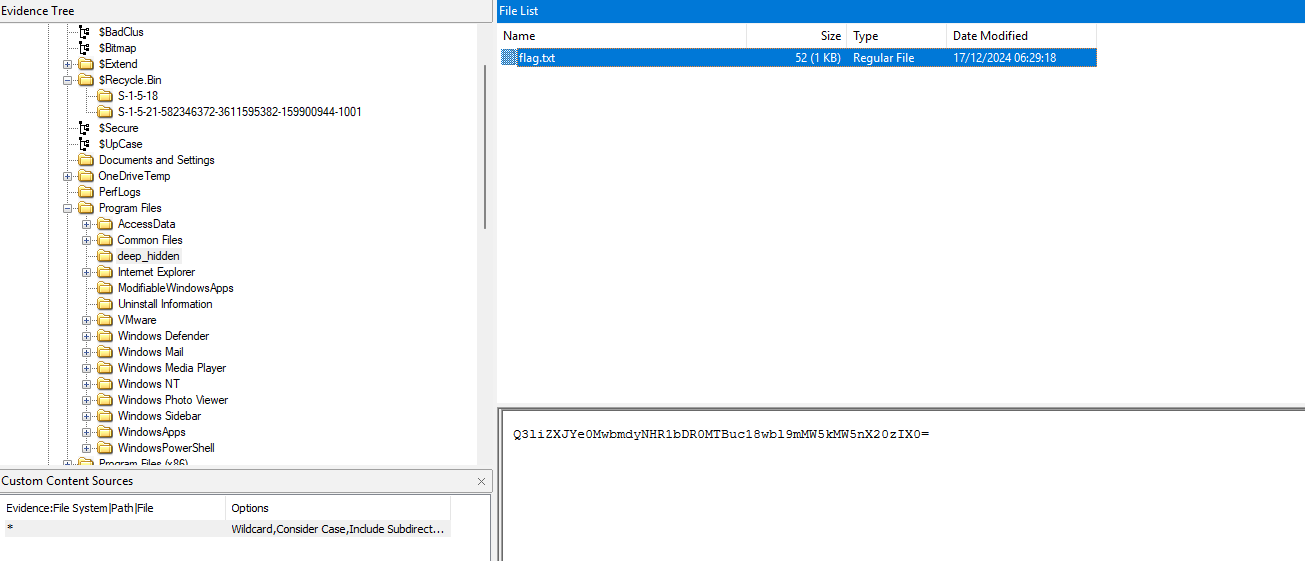 Evidence Tree
$BadClus
$Bitmap
$Extend
$Recycle.Bin
S-1-5-18
S-1-5-21-582346372-3611595382-159900944-1001
$Secure
$UpCase
Documents and Settings
OneDriveTemp
PerfLogs
Program Files
AccessData
Common Files
deep_hidden
Internet Explorer
ModifiableWindowsApps
Uninstall Information
VMware
Windows Defender
Windows Mail
Windows Media Player
Windows NT
Windows Photo Viewer
Windows Sidebar
WindowsApps
WindowsPowerShell
Program Files (x86)
Custom Content Sources
Evidence:File System|Path|File Options
* Wildcard,Consider Case,Include Subdirect...
File List
Name Size Type Date Modified
flag.txt 52 (1 KB) Regular File 17/12/2024 06:29:18
Q3liZXJYe0MwbmdyNHR1bDR0MTBuc18wbl9mMW5kMW5nX20zIX0=